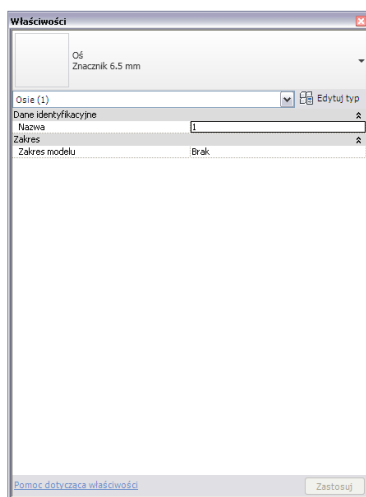 Właściwości
Oś
Znacznik 6.5 mm
Osie (1)
Edytuj typ
Dane identyfikacyjne
Nazwa 1
Zakres
Zakres modelu Brak
Pomoc dotycząca właściwości
Zastosuj